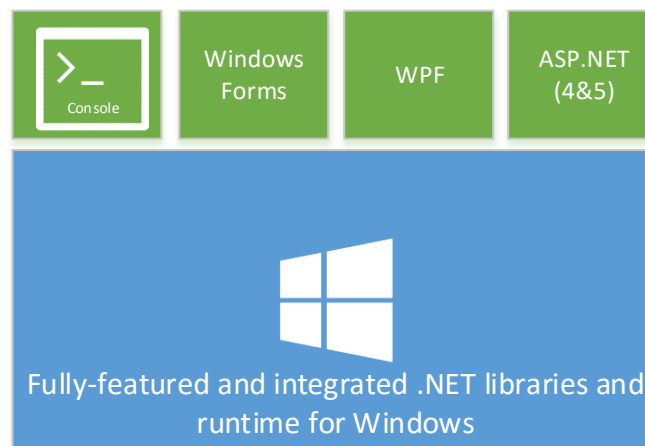 >_
Console
Windows
Forms
WPF
ASP.NET
(4&5)
Fully-featured and integrated .NET libraries and
runtime for Windows